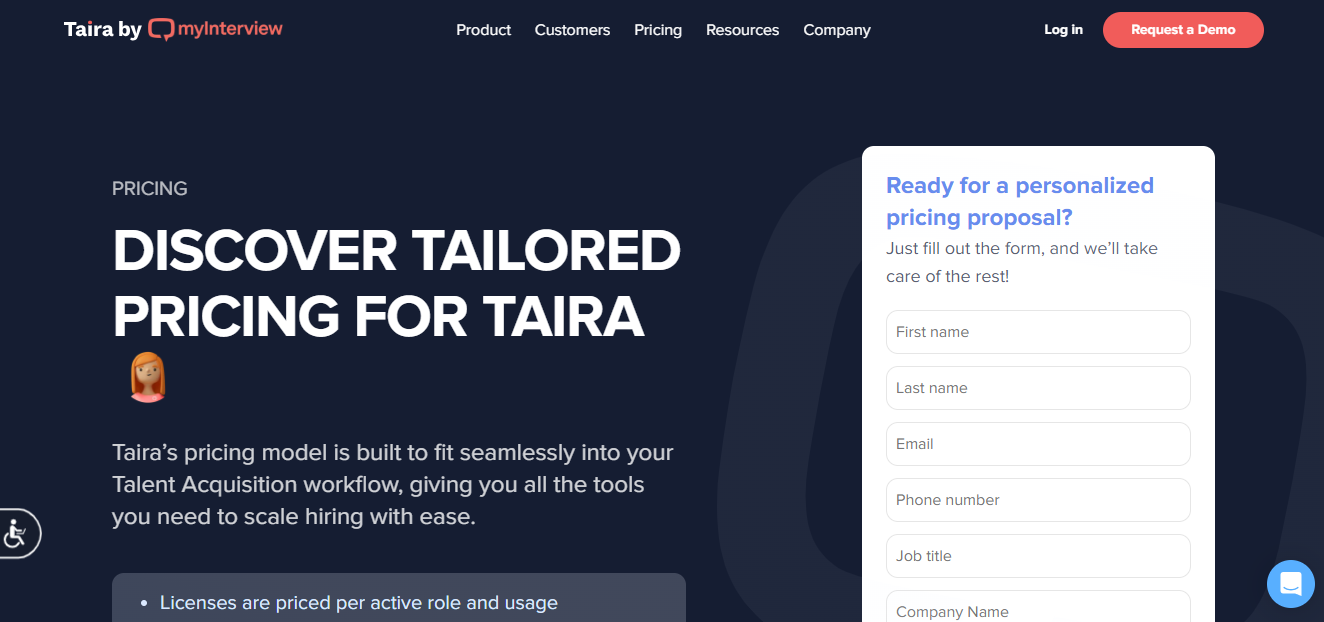 Taira by myInterview
Product Customers Pricing Resources Company
Log in
Request a Demo
PRICING
DISCOVER TAILORED
PRICING FOR TAIRA
Taira’s pricing model is built to fit seamlessly into your
Talent Acquisition workflow, giving you all the tools
you need to scale hiring with ease.
• Licenses are priced per active role and usage
Ready for a personalized
pricing proposal?
Just fill out the form, and we’ll take
care of the rest!
First name
Last name
Email
Phone number
Job title
Company Name